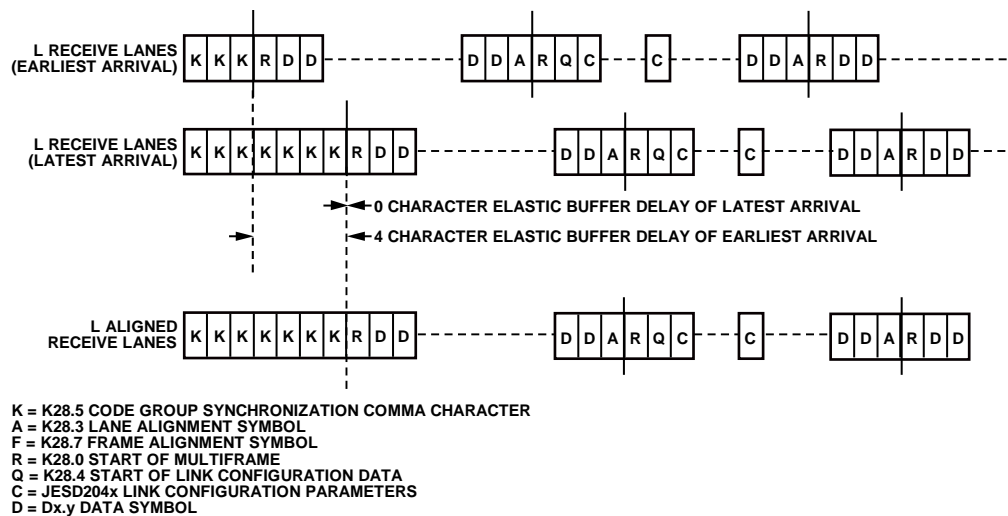 L RECEIVE LANES
(EARLIEST ARRIVAL)
K K K R D D
D D A R Q C
C
D D A R D D
L RECEIVE LANES
(LATEST ARRIVAL)
K K K K K K K R D D
D D A R Q C
C
D D A R D D
0 CHARACTER ELASTIC BUFFER DELAY OF LATEST ARRIVAL
4 CHARACTER ELASTIC BUFFER DELAY OF EARLIEST ARRIVAL
L ALIGNED
RECEIVE LANES
K K K K K K K R D D
D D A R Q C
C
D D A R D D
K = K28.5 CODE GROUP SYNCHRONIZATION COMMA CHARACTER
A = K28.3 LANE ALIGNMENT SYMBOL
F = K28.7 FRAME ALIGNMENT SYMBOL
R = K28.0 START OF MULTIFRAME
Q = K28.4 START OF LINK CONFIGURATION DATA
C = JESD204x LINK CONFIGURATION PARAMETERS
D = Dx.y DATA SYMBOL